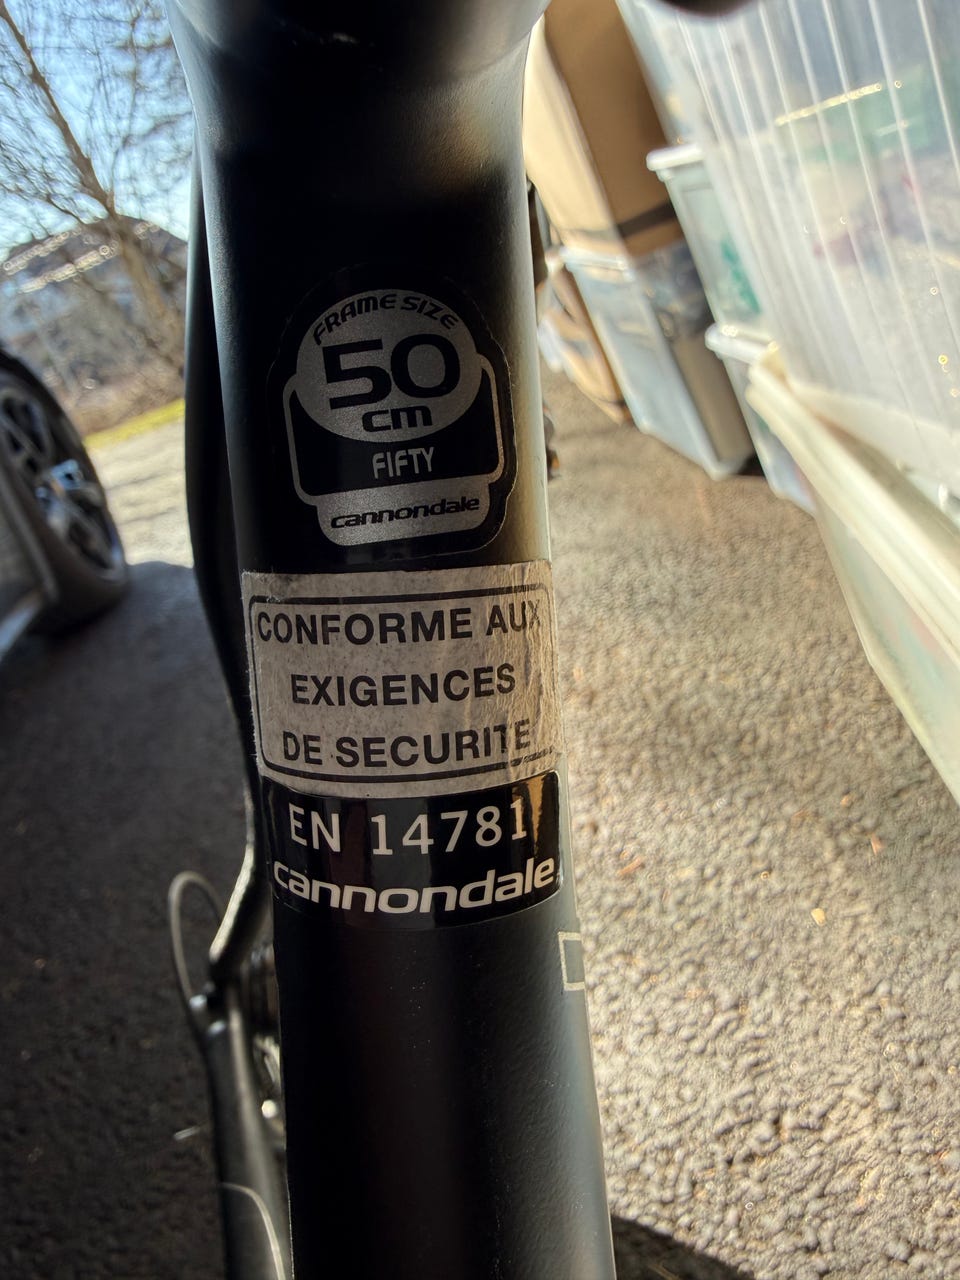 FRAME SIZE
50
cm
FIFTY
cannondale
CONFORME AUX
EXIGENCES
DE SECURITE
EN 14781
cannondale